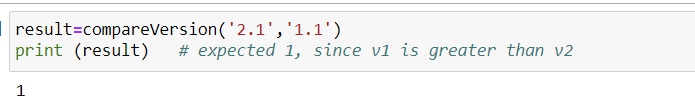 result=compareVersion('2.1','1.1')
print (result)   # expected 1, since v1 is greater than v2
1